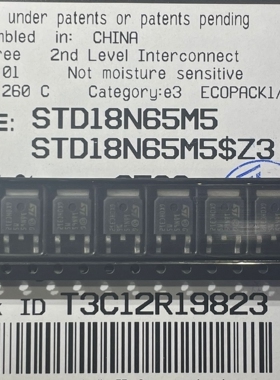 under patents or patents pending
mbled in: CHINA
ree 2nd Level Interconnect
01 Not moisture sensitive
260 C Category:e3 ECOPACK1/
E: STD18N65M5
STD18N65M5$Z3
ID T3C12R19823